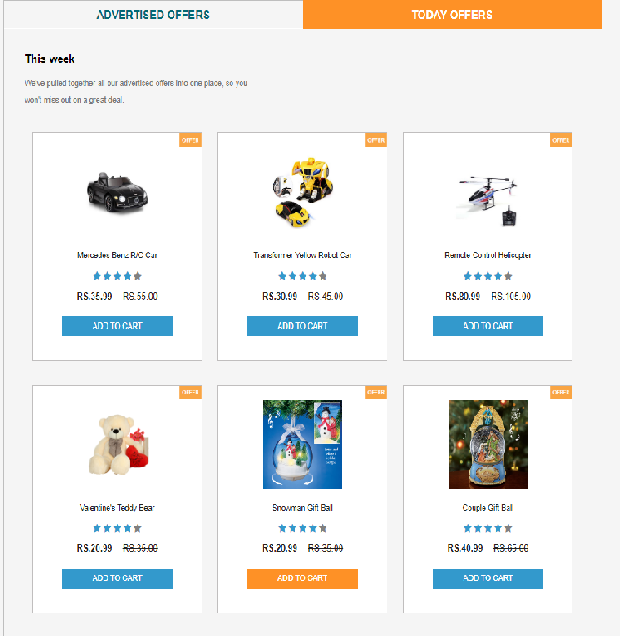 ADVERTISED OFFERS
TODAY OFFERS
This week
We've pulled together all our advertised offers into one place, so you
won't miss out on a great deal.
OFFER
OFFER
OFFER
Mercedes Benz R/C Car
Transformer Yellow Robot Car
Remote Control Helicopter
RS.35.99 RS.55.00
RS.30.99 RS.45.00
RS.80.99 RS.105.00
ADD TO CART
ADD TO CART
ADD TO CART
OFFER
OFFER
OFFER
Valentine's Teddy Bear
Snowman Gift Ball
Couple Gift Ball
RS.20.99 RS.35.00
RS.20.99 RS.35.00
RS.40.99 RS.65.00
ADD TO CART
ADD TO CART
ADD TO CART